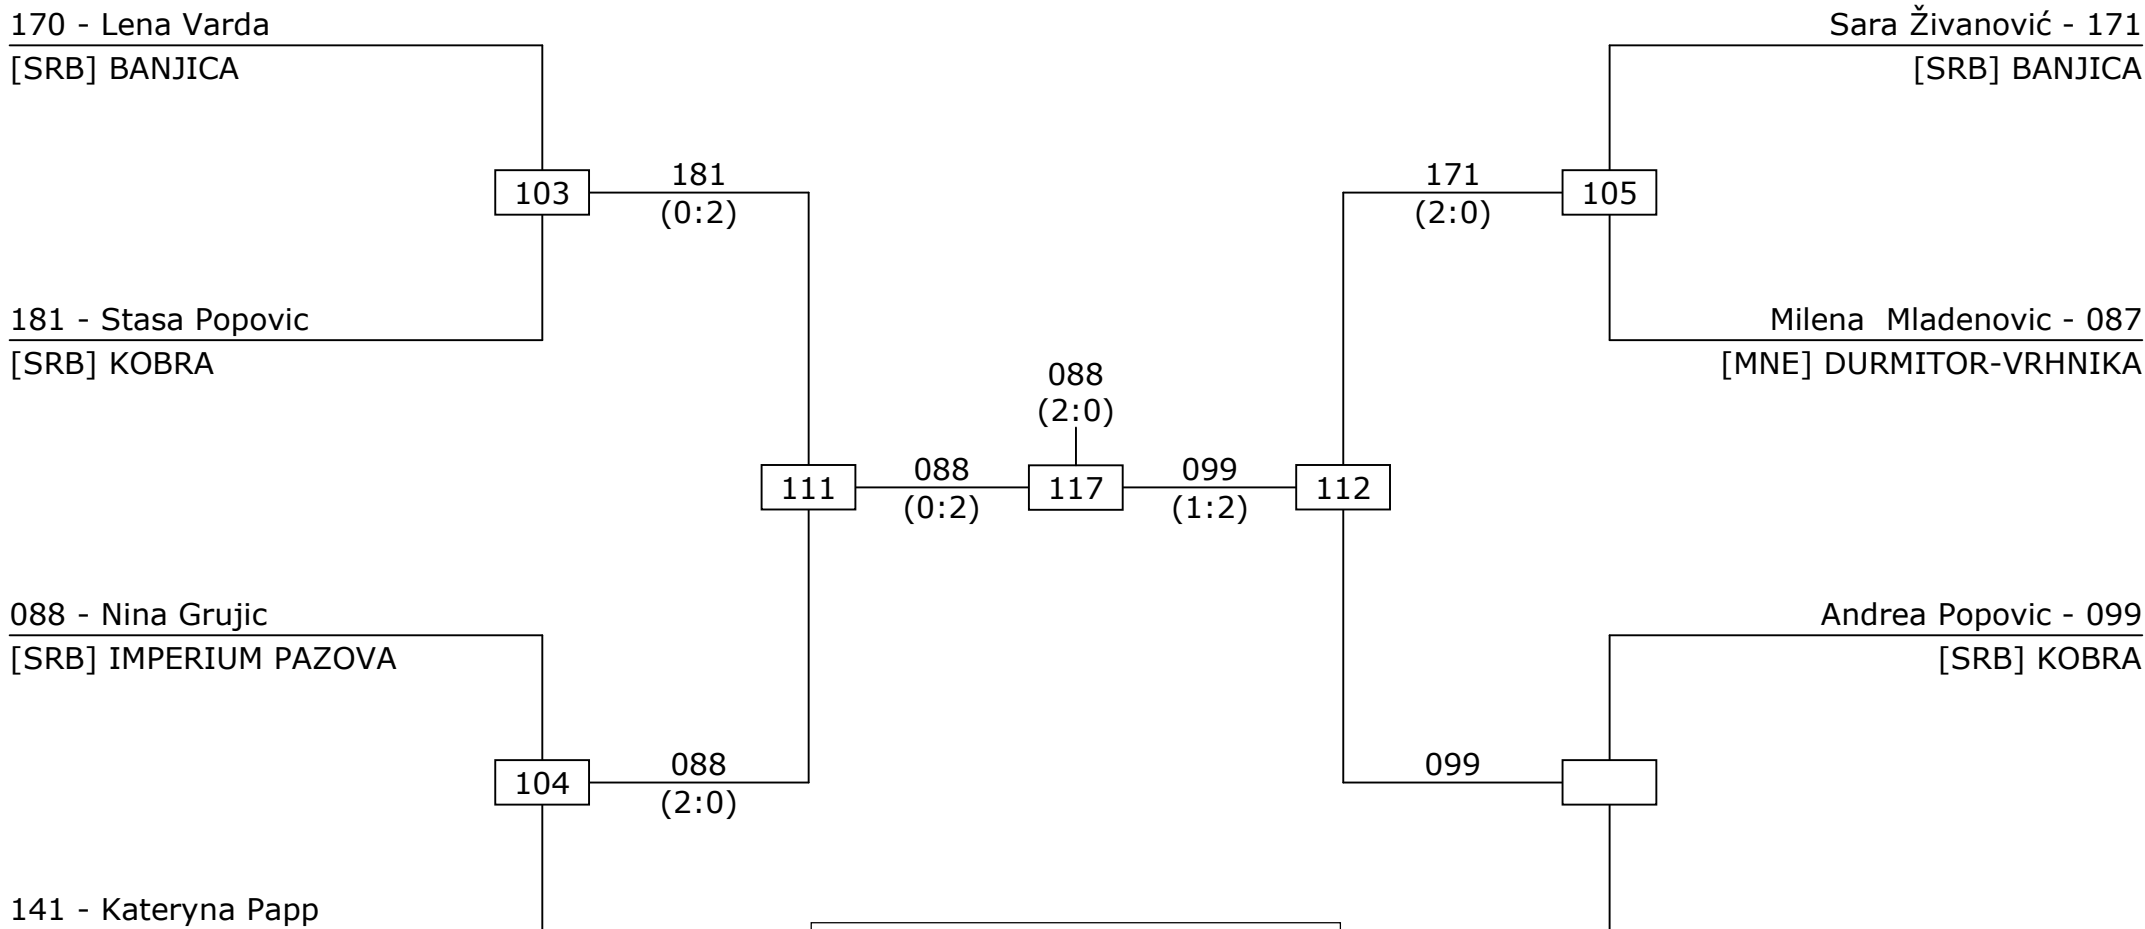 170 - Lena Varda
[SRB] BANJICA
Sara Živanović - 171
[SRB] BANJICA
103
181
(0:2)
171
(2:0)
105
181 - Stasa Popovic
[SRB] KOBRA
Milena  Mladenovic - 087
[MNE] DURMITOR-VRHNIKA
088
(2:0)
111
088
(0:2)
117
099
(1:2)
112
088 - Nina Grujic
[SRB] IMPERIUM PAZOVA
Andrea Popovic - 099
[SRB] KOBRA
104
088
(2:0)
099
141 - Kateryna Papp